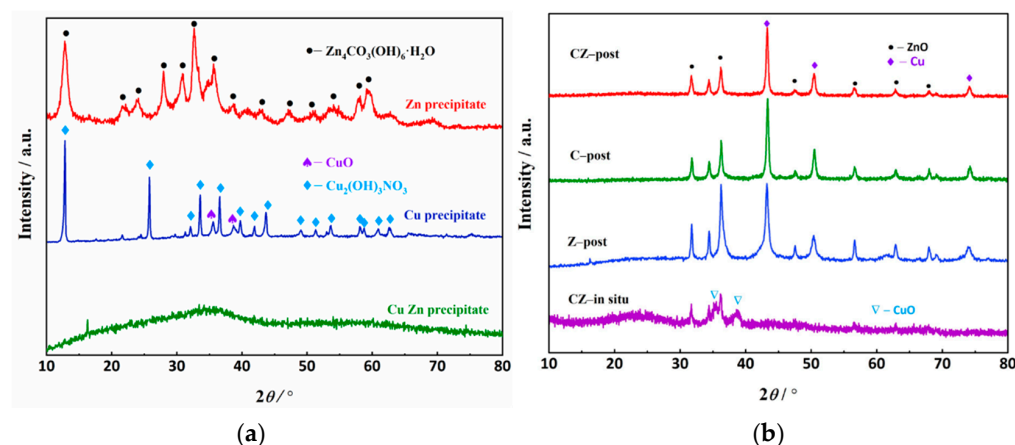 Intensity / a.u.
●– Zn4CO3(OH)6·H2O
Zn precipitate
♠– CuO
♦– Cu2(OH)3NO3
Cu precipitate
Cu Zn precipitate
10 20 30 40 50 60 70 80
2θ / °
(a)
Intensity / a.u.
CZ–post
●– ZnO
♦– Cu
C–post
Z–post
CZ–in situ
▽– CuO
10 20 30 40 50 60 70 80
2θ / °
(b)